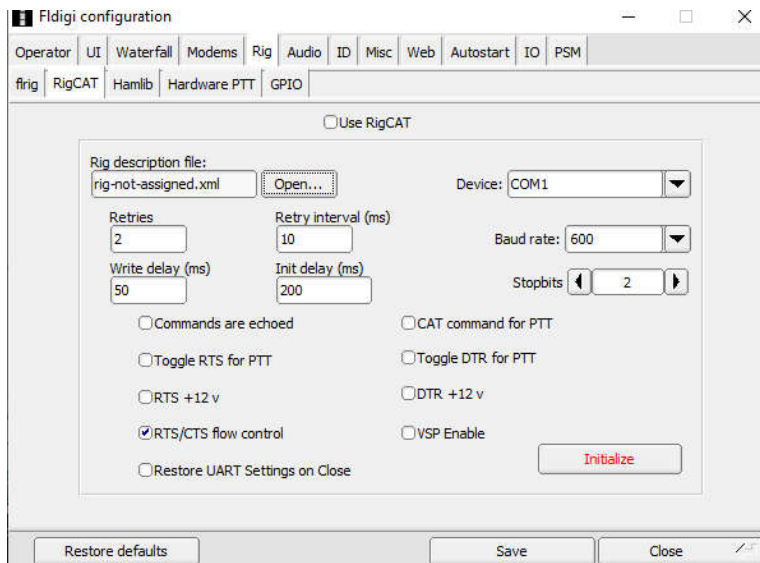 Fldigi configuration
Operator UI Waterfall Modems Rig Audio ID Misc Web Autostart IO PSM
flrig RigCAT Hamlib Hardware PTT GPIO
Use RigCAT
Rig description file:
rig-not-assigned.xml Open... Device: COM1
Retries Retry interval (ms)
2 10 Baud rate: 600
Write delay (ms) Init delay (ms)
50 200 Stopbits 2
Commands are echoed CAT command for PTT
Toggle RTS for PTT Toggle DTR for PTT
RTS +12 v DTR +12 v
RTS/CTS flow control VSP Enable
Initialize
Restore UART Settings on Close
Restore defaults Save Close